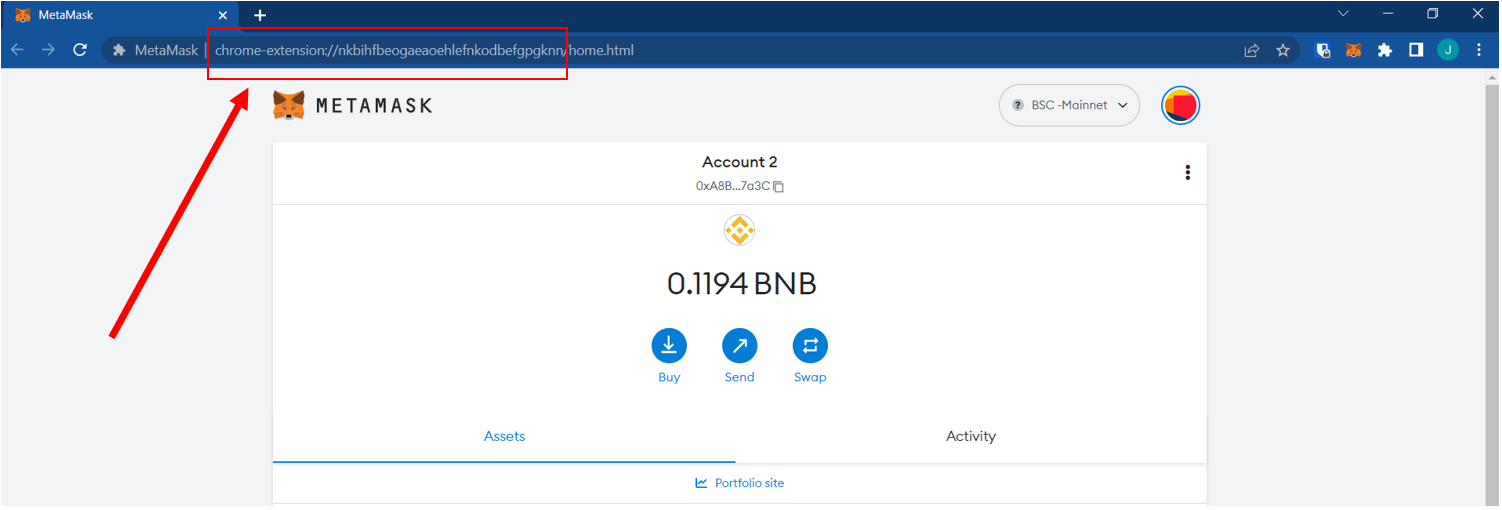 MetaMask
MetaMask | chrome-extension://nkbihfbeogaeaoehlefnkodbefgpgknn/home.html
J
METAMASK
? BSC -Mainnet
Account 2
0xA8B...7a3C
0.1194 BNB
Buy Send Swap
Assets Activity
Portfolio site